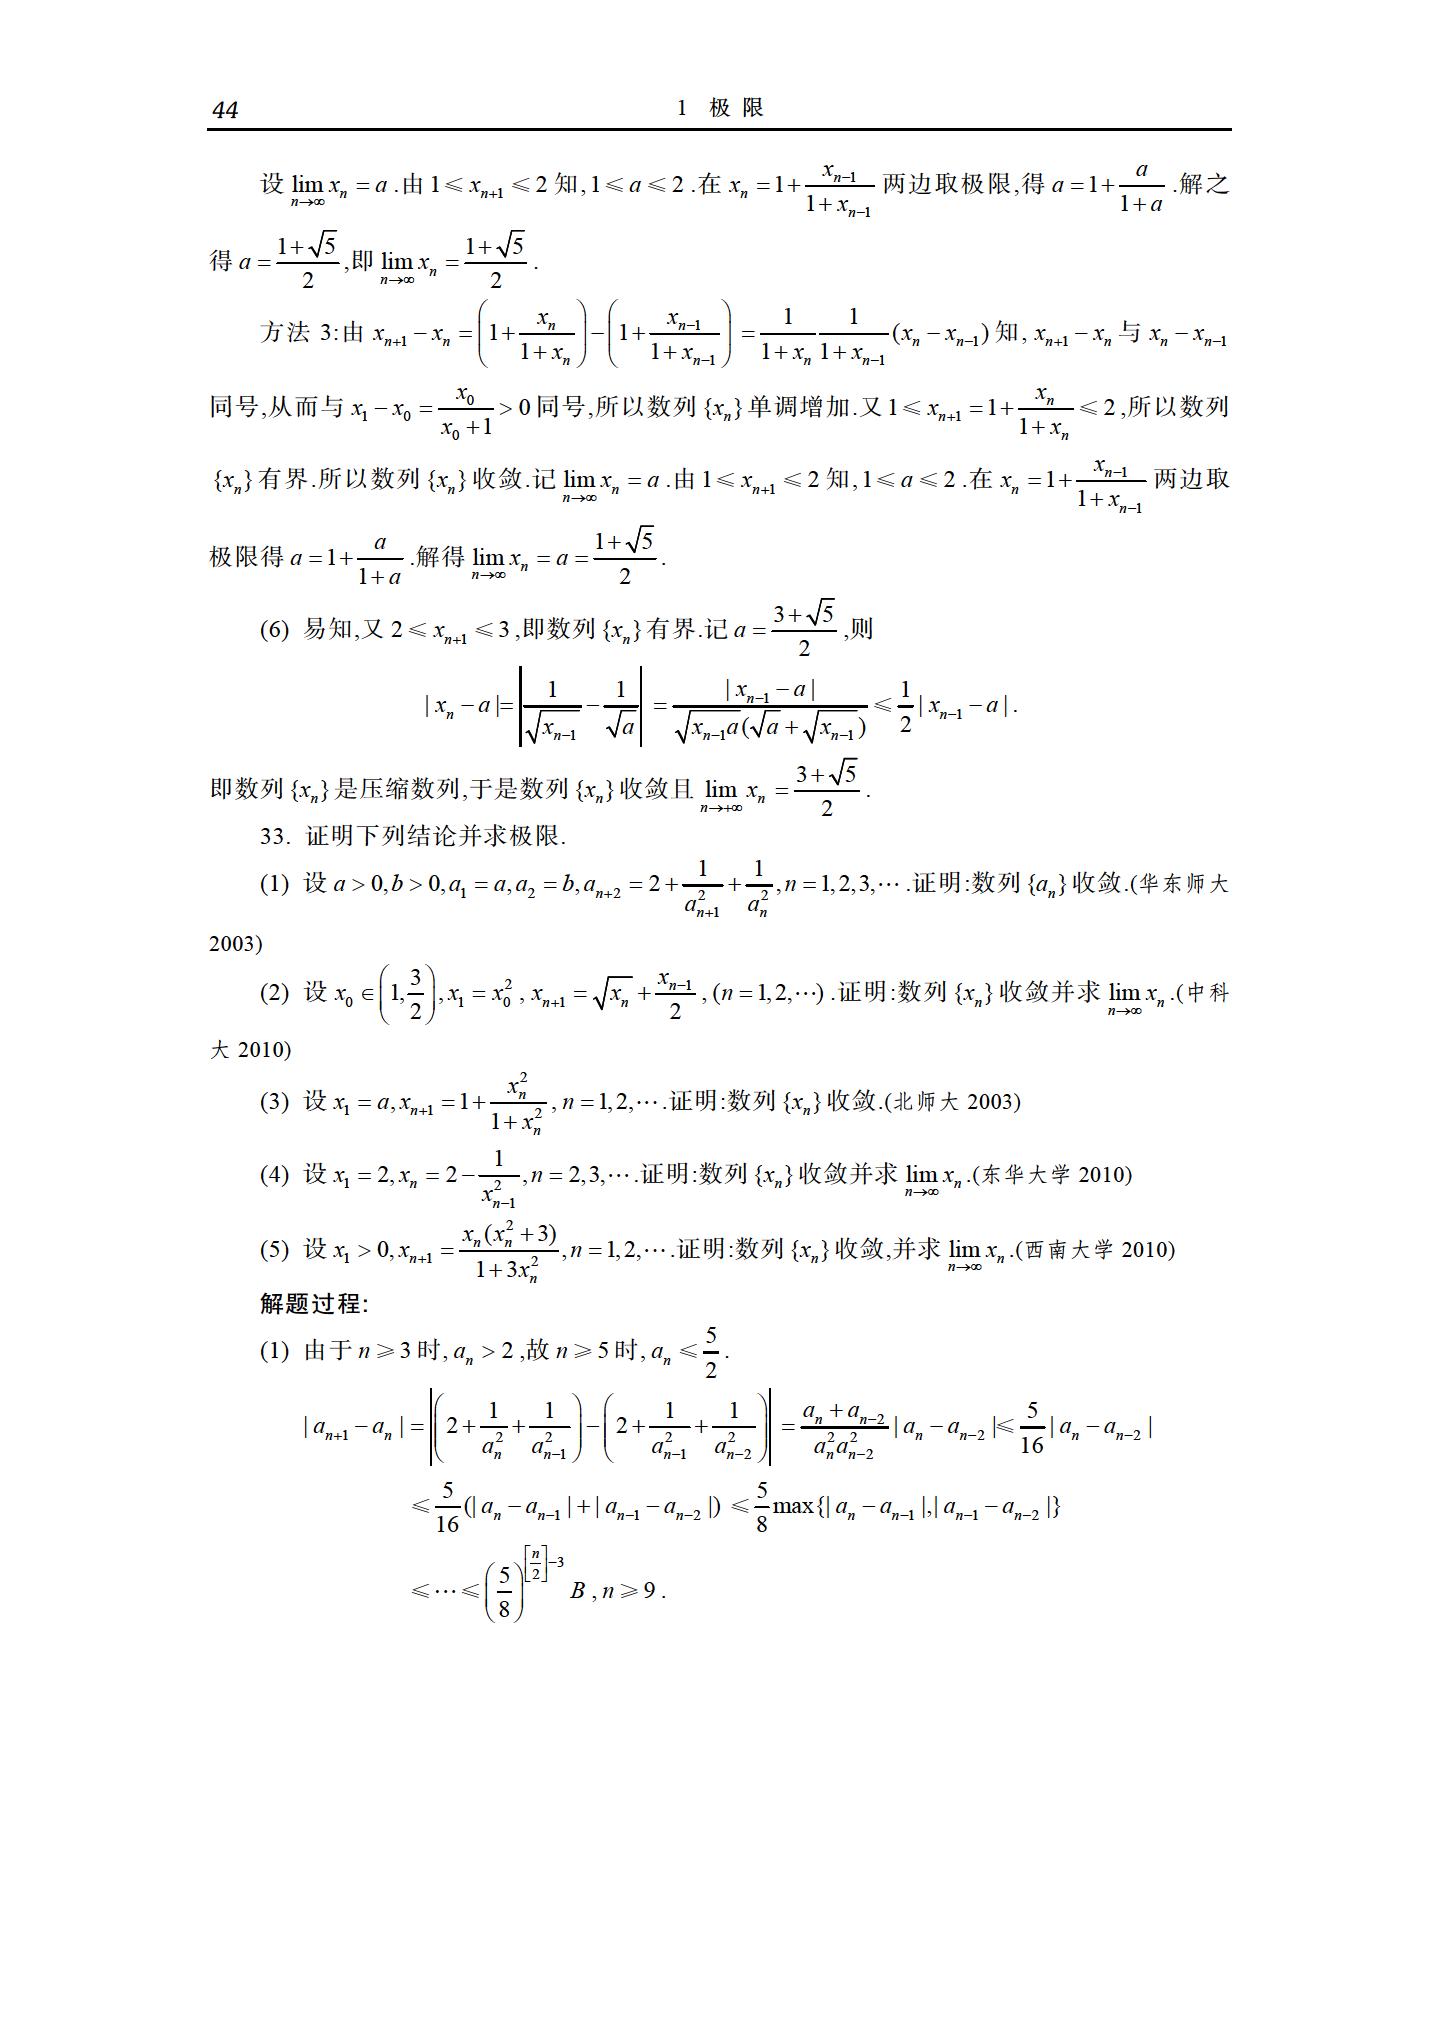 44 1 极 限
设 $\lim_{n\to\infty} x_n = a$ .由 $1 \leqslant x_{n+1} \leqslant 2$ 知, $1 \leqslant a \leqslant 2$ .在 $x_n = 1+\frac{x_{n-1}}{1+x_{n-1}}$ 两边取极限,得 $a = 1+\frac{a}{1+a}$ .解之
得 $a = \frac{1+\sqrt{5}}{2}$ ,即 $\lim_{n\to\infty} x_n = \frac{1+\sqrt{5}}{2}$ .
方法 3:由 $x_{n+1} - x_n = \left(1+\frac{x_n}{1+x_n}\right) - \left(1+\frac{x_{n-1}}{1+x_{n-1}}\right) = \frac{1}{1+x_n}\frac{1}{1+x_{n-1}}(x_n - x_{n-1})$ 知, $x_{n+1} - x_n$ 与 $x_n - x_{n-1}$
同号,从而与 $x_1 - x_0 = \frac{x_0}{x_0+1} > 0$ 同号,所以数列 $\{x_n\}$ 单调增加.又 $1 \leqslant x_{n+1} = 1+\frac{x_n}{1+x_n} \leqslant 2$ ,所以数列
$\{x_n\}$ 有界.所以数列 $\{x_n\}$ 收敛.记 $\lim_{n\to\infty} x_n = a$ .由 $1 \leqslant x_{n+1} \leqslant 2$ 知, $1 \leqslant a \leqslant 2$ .在 $x_n = 1+\frac{x_{n-1}}{1+x_{n-1}}$ 两边取
极限得 $a = 1+\frac{a}{1+a}$ .解得 $\lim_{n\to\infty} x_n = a = \frac{1+\sqrt{5}}{2}$ .
(6) 易知,又 $2 \leqslant x_{n+1} \leqslant 3$ ,即数列 $\{x_n\}$ 有界.记 $a = \frac{3+\sqrt{5}}{2}$ ,则
$|x_n - a| = \left|\frac{1}{\sqrt{x_{n-1}}} - \frac{1}{\sqrt{a}}\right| = \frac{|x_{n-1} - a|}{\sqrt{x_{n-1}a}(\sqrt{a}+\sqrt{x_{n-1}})} \leqslant \frac{1}{2}|x_{n-1} - a|$ .
即数列 $\{x_n\}$ 是压缩数列,于是数列 $\{x_n\}$ 收敛且 $\lim_{n\to+\infty} x_n = \frac{3+\sqrt{5}}{2}$ .
33. 证明下列结论并求极限.
(1) 设 $a > 0, b > 0, a_1 = a, a_2 = b, a_{n+2} = 2+\frac{1}{a_{n+1}^2}+\frac{1}{a_n^2}, n = 1,2,3,\cdots$ .证明:数列 $\{a_n\}$ 收敛.(华东师大
2003)
(2) 设 $x_0 \in \left(1,\frac{3}{2}\right), x_1 = x_0^2$ , $x_{n+1} = \sqrt{x_n}+\frac{x_{n-1}}{2}$ , $(n = 1,2,\cdots)$ .证明:数列 $\{x_n\}$ 收敛并求 $\lim_{n\to\infty} x_n$ .(中科
大 2010)
(3) 设 $x_1 = a, x_{n+1} = 1+\frac{x_n^2}{1+x_n^2}, n = 1,2,\cdots$ .证明:数列 $\{x_n\}$ 收敛.(北师大 2003)
(4) 设 $x_1 = 2, x_n = 2-\frac{1}{x_{n-1}^2}, n = 2,3,\cdots$ .证明:数列 $\{x_n\}$ 收敛并求 $\lim_{n\to\infty} x_n$ .(东华大学 2010)
(5) 设 $x_1 > 0, x_{n+1} = \frac{x_n(x_n^2+3)}{1+3x_n^2}, n = 1,2,\cdots$ .证明:数列 $\{x_n\}$ 收敛,并求 $\lim_{n\to\infty} x_n$ .(西南大学 2010)
解题过程:
(1) 由于 $n \geqslant 3$ 时, $a_n > 2$ ,故 $n \geqslant 5$ 时, $a_n \leqslant \frac{5}{2}$ .
$|a_{n+1} - a_n| = \left|\left(2+\frac{1}{a_n^2}+\frac{1}{a_{n-1}^2}\right) - \left(2+\frac{1}{a_{n-1}^2}+\frac{1}{a_{n-2}^2}\right)\right| = \frac{a_n+a_{n-2}}{a_n^2 a_{n-2}^2}|a_n - a_{n-2}| \leqslant \frac{5}{16}|a_n - a_{n-2}|$
$\leqslant \frac{5}{16}(|a_n - a_{n-1}|+|a_{n-1} - a_{n-2}|) \leqslant \frac{5}{8}\max\{|a_n - a_{n-1}|,|a_{n-1} - a_{n-2}|\}$
$\leqslant \cdots \leqslant \left(\frac{5}{8}\right)^{\left[\frac{n}{2}\right]-3} B$ , $n \geqslant 9$ .